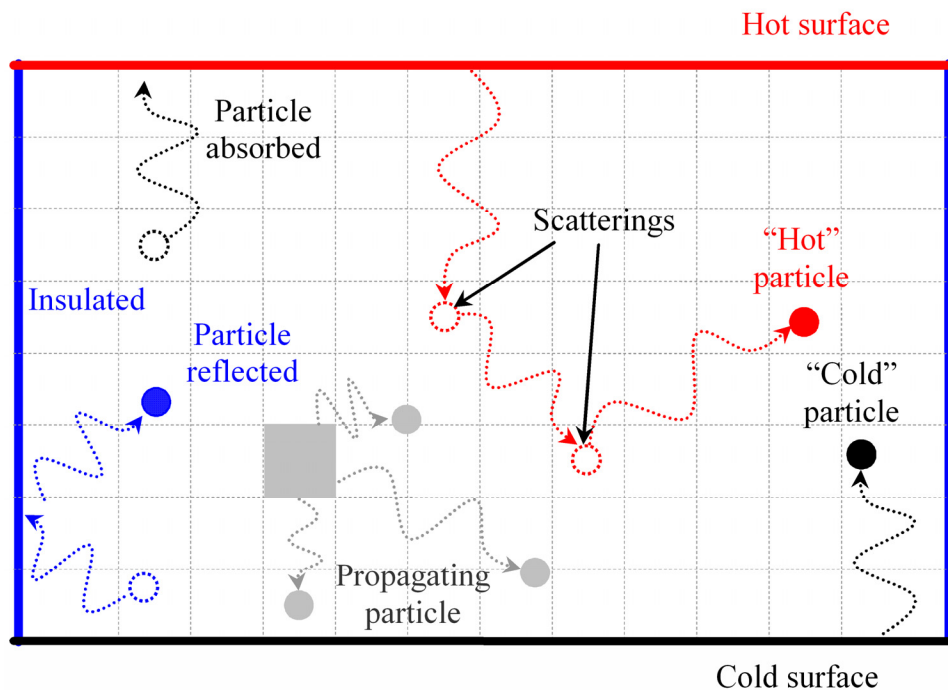 Hot surface
Particle
absorbed
Scatterings
“Hot”
particle
Insulated
Particle
reflected
“Cold”
particle
Propagating
particle
Cold surface